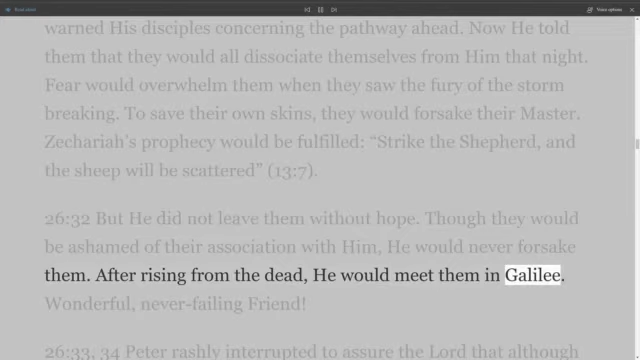 Read aloud
Voice options
warned His disciples concerning the pathway ahead. Now He told
them that they would all dissociate themselves from Him that night.
Fear would overwhelm them when they saw the fury of the storm
breaking. To save their own skins, they would forsake their Master.
Zechariah’s prophecy would be fulfilled: “Strike the Shepherd, and
the sheep will be scattered” (13:7).
26:32 But He did not leave them without hope. Though they would
be ashamed of their association with Him, He would never forsake
them. After rising from the dead, He would meet them in Galilee.
Wonderful, never-failing Friend!
26:33, 34 Peter rashly interrupted to assure the Lord that although